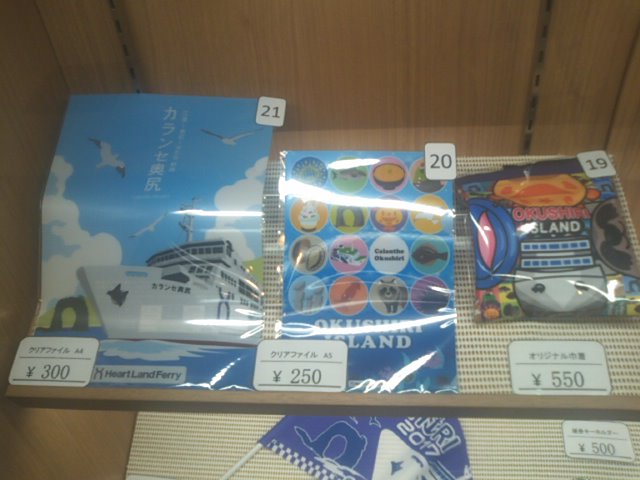 21
カランセ奥尻
カランセ奥尻
クリアファイル A4
¥ 300
Heart Land Ferry
20
Calanthe
Okushiri
OKUSHIRI
ISLAND
クリアファイル A5
¥ 250
19
OKUSHIRI
ISLAND
オリジナル巾着
¥ 550
¥ 500
2017